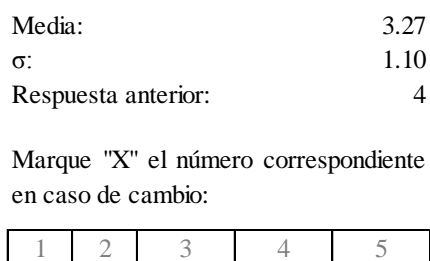 Media: 3.27
σ: 1.10
Respuesta anterior: 4
Marque "X" el número correspondiente
en caso de cambio:
1 2 3 4 5